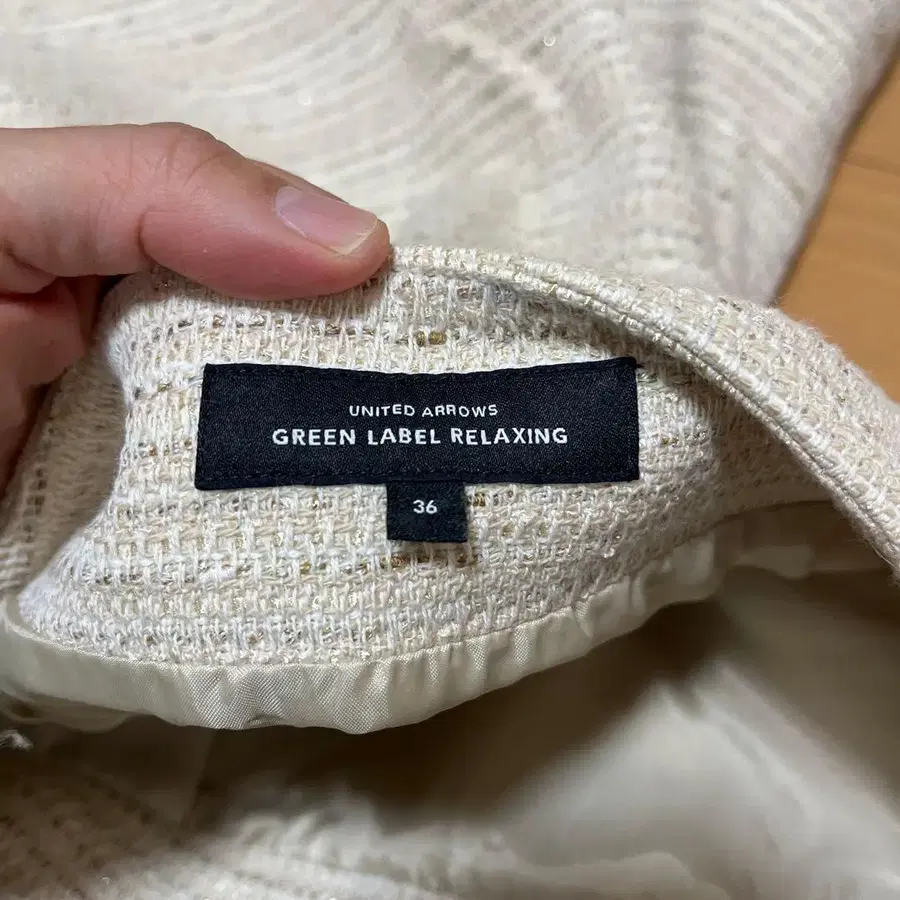 UNITED ARROWS
GREEN LABEL RELAXING
36